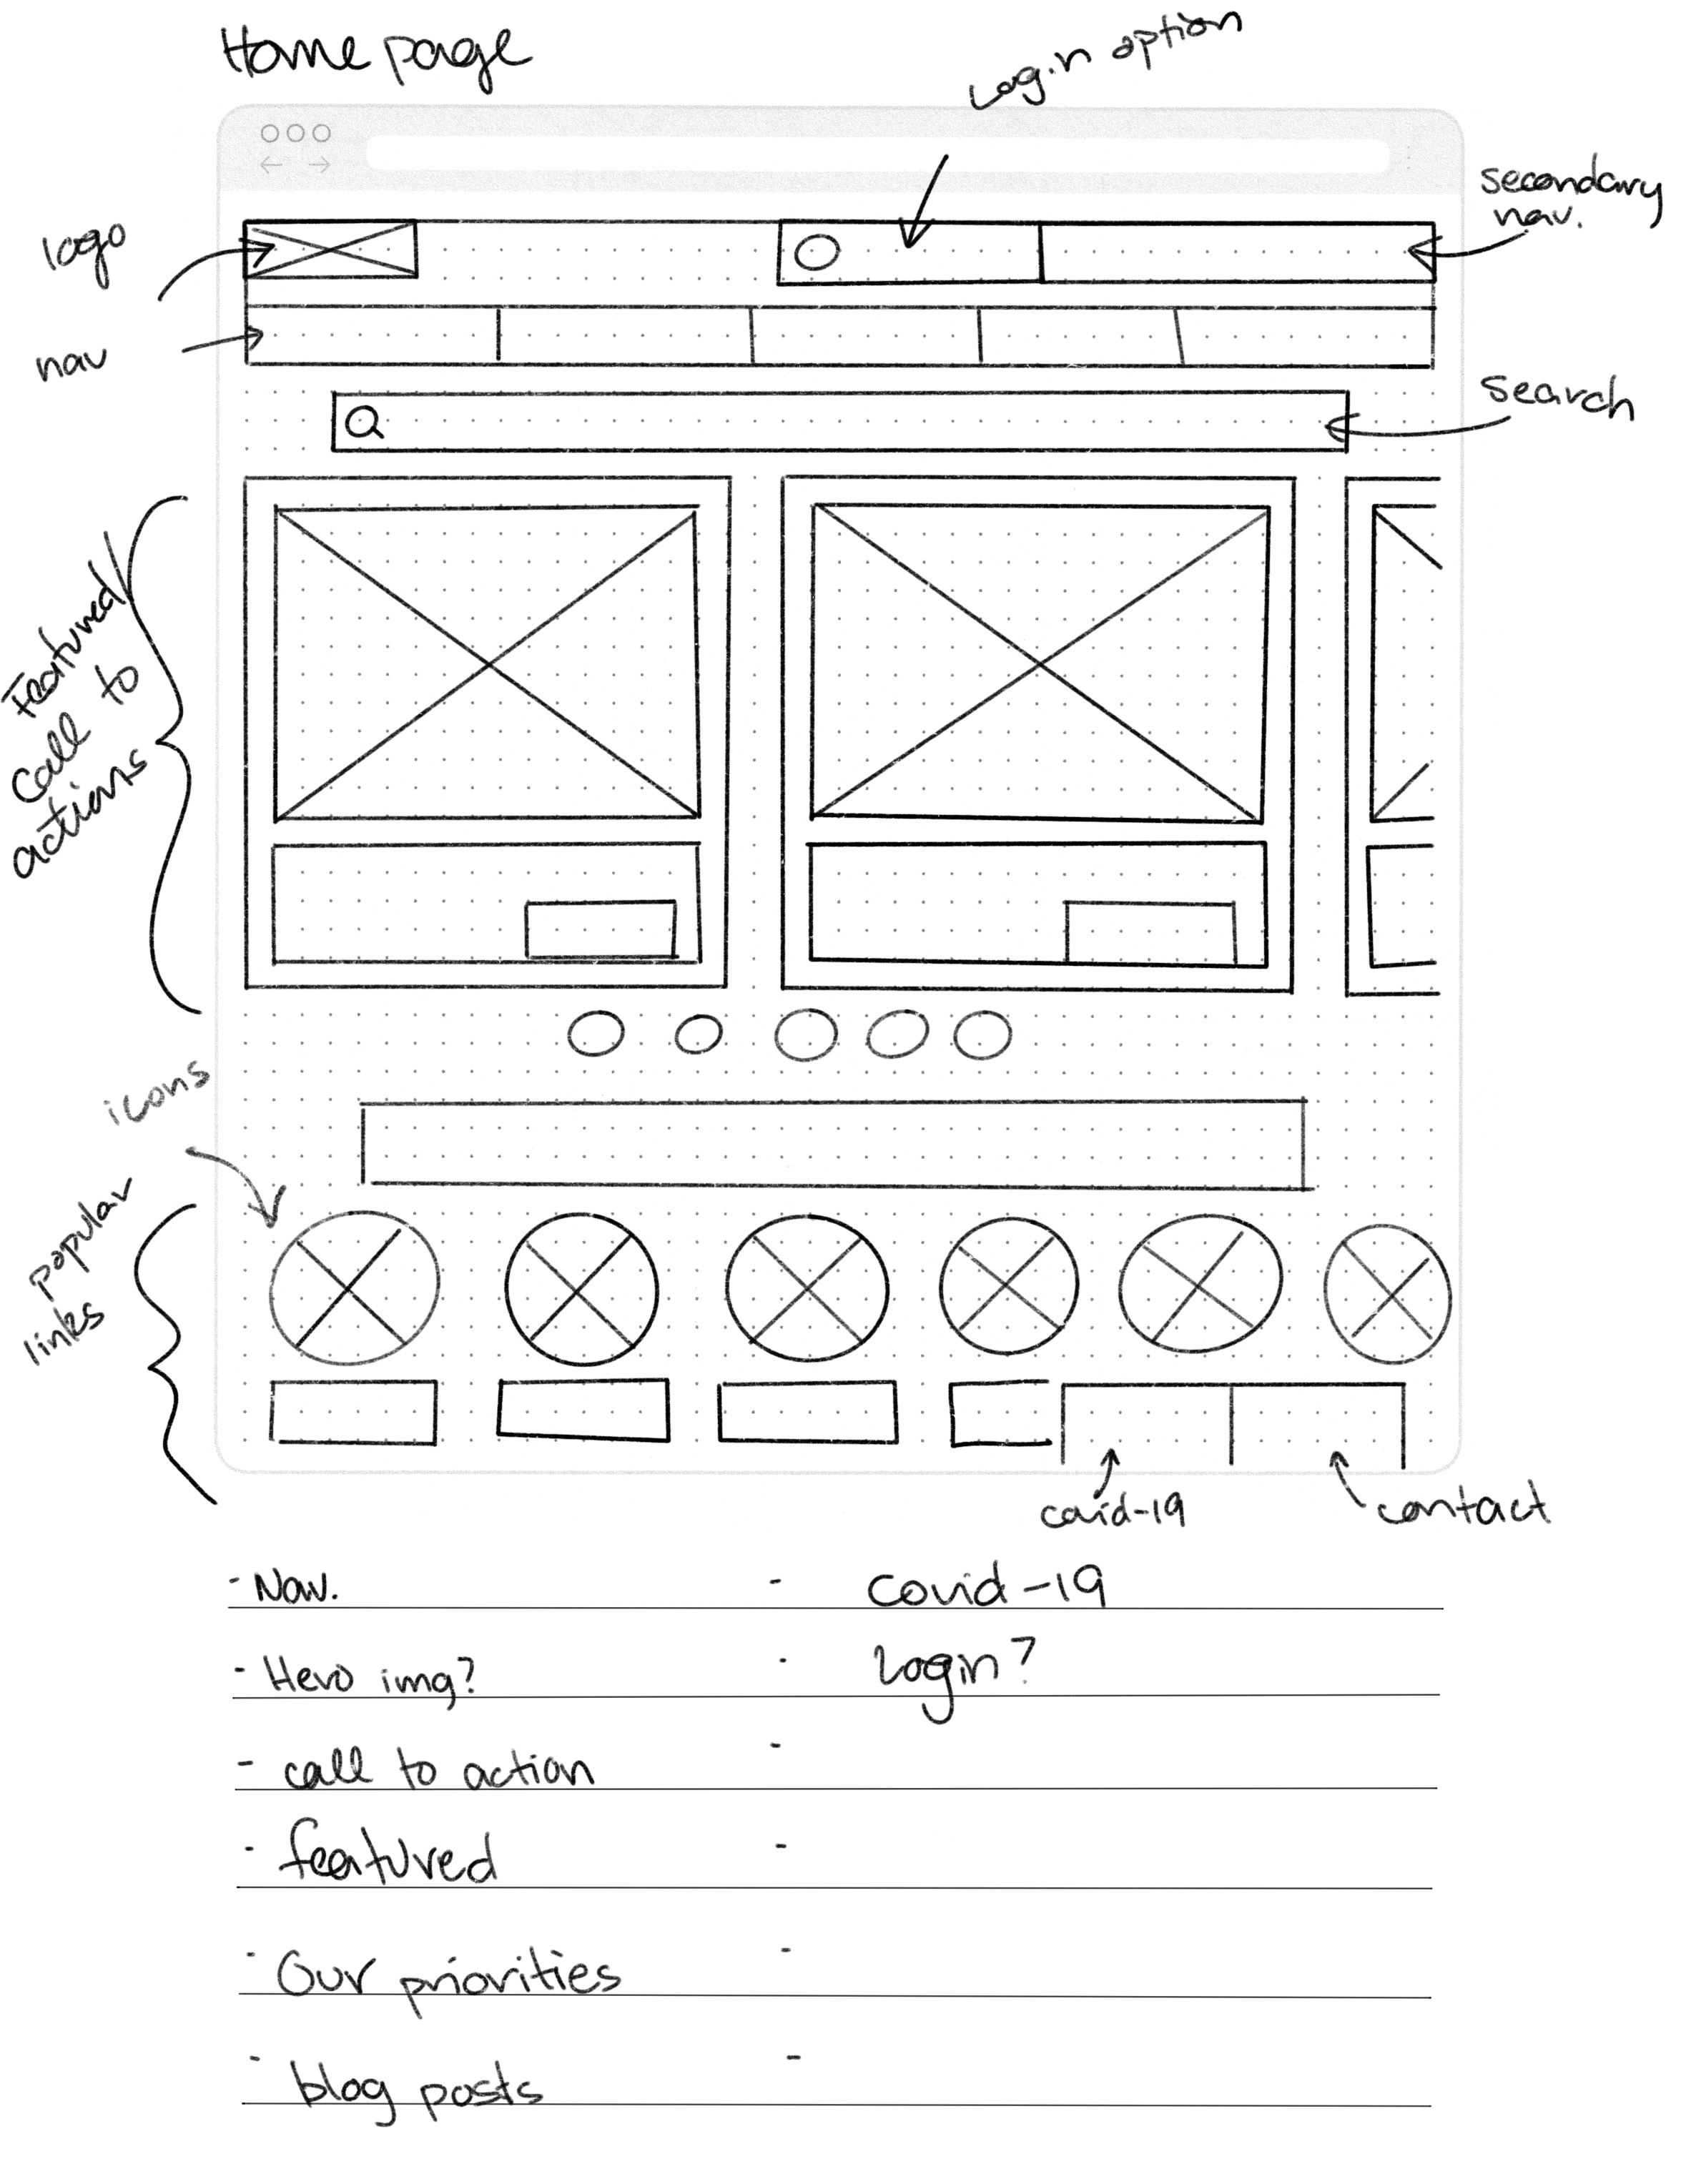 Home page
Login option
secondary
nav.
logo
nav
search
Featured/
call to
actions
icons
popular
links
covid-19
contact
- Nav.
- Hero img?
- call to action
- featured
- Our priorities
- blog posts
- covid-19
- Login?
-
-
-
-